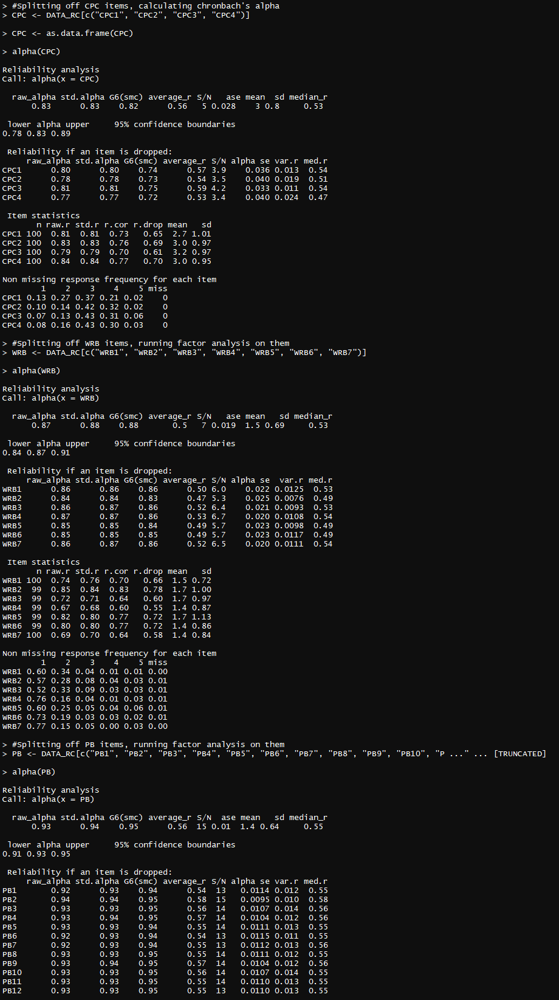 > #Splitting off CPC items, calculating chronbach's alpha
> CPC <- DATA_RC[c("CPC1", "CPC2", "CPC3", "CPC4")]
> CPC <- as.data.frame(CPC)
> alpha(CPC)
Reliability analysis
Call: alpha(x = CPC)
raw_alpha std.alpha G6(smc) average_r S/N ase mean sd median_r
0.83 0.83 0.82 0.56 5 0.028 3 0.8 0.53
lower alpha upper 95% confidence boundaries
0.78 0.83 0.89
Reliability if an item is dropped:
raw_alpha std.alpha G6(smc) average_r S/N alpha se var.r med.r
CPC1 0.80 0.80 0.74 0.57 3.9 0.036 0.013 0.54
CPC2 0.78 0.78 0.73 0.54 3.5 0.040 0.019 0.51
CPC3 0.81 0.81 0.75 0.59 4.2 0.033 0.011 0.54
CPC4 0.77 0.77 0.72 0.53 3.4 0.040 0.024 0.47
Item statistics
n raw.r std.r r.cor r.drop mean sd
CPC1 100 0.81 0.81 0.73 0.65 2.7 1.01
CPC2 100 0.83 0.83 0.76 0.69 3.0 0.97
CPC3 100 0.79 0.79 0.70 0.61 3.2 0.97
CPC4 100 0.84 0.84 0.77 0.70 3.0 0.95
Non missing response frequency for each item
1 2 3 4 5 miss
CPC1 0.13 0.27 0.37 0.21 0.02 0
CPC2 0.10 0.14 0.42 0.32 0.02 0
CPC3 0.07 0.13 0.43 0.31 0.06 0
CPC4 0.08 0.16 0.43 0.30 0.03 0
> #Splitting off WRB items, running factor analysis on them
> WRB <- DATA_RC[c("WRB1", "WRB2", "WRB3", "WRB4", "WRB5", "WRB6", "WRB7")]
> alpha(WRB)
Reliability analysis
Call: alpha(x = WRB)
raw_alpha std.alpha G6(smc) average_r S/N ase mean sd median_r
0.87 0.88 0.88 0.5 7 0.019 1.5 0.69 0.53
lower alpha upper 95% confidence boundaries
0.84 0.87 0.91
Reliability if an item is dropped:
raw_alpha std.alpha G6(smc) average_r S/N alpha se var.r med.r
WRB1 0.86 0.86 0.86 0.50 6.0 0.022 0.0125 0.53
WRB2 0.84 0.84 0.83 0.47 5.3 0.025 0.0076 0.49
WRB3 0.86 0.87 0.86 0.52 6.4 0.021 0.0093 0.53
WRB4 0.87 0.87 0.86 0.53 6.7 0.020 0.0108 0.54
WRB5 0.85 0.85 0.84 0.49 5.7 0.023 0.0098 0.49
WRB6 0.85 0.85 0.85 0.49 5.7 0.023 0.0117 0.49
WRB7 0.86 0.87 0.86 0.52 6.5 0.020 0.0111 0.54
Item statistics
n raw.r std.r r.cor r.drop mean sd
WRB1 100 0.74 0.76 0.70 0.66 1.5 0.72
WRB2 99 0.85 0.84 0.83 0.78 1.7 1.00
WRB3 99 0.72 0.71 0.64 0.60 1.7 0.97
WRB4 99 0.67 0.68 0.60 0.55 1.4 0.87
WRB5 99 0.82 0.80 0.77 0.72 1.7 1.13
WRB6 99 0.80 0.80 0.77 0.72 1.4 0.86
WRB7 100 0.69 0.70 0.64 0.58 1.4 0.84
Non missing response frequency for each item
1 2 3 4 5 miss
WRB1 0.60 0.34 0.04 0.01 0.01 0.00
WRB2 0.57 0.28 0.08 0.04 0.03 0.01
WRB3 0.52 0.33 0.09 0.03 0.03 0.01
WRB4 0.76 0.16 0.04 0.01 0.03 0.01
WRB5 0.60 0.25 0.05 0.04 0.06 0.01
WRB6 0.73 0.19 0.03 0.03 0.02 0.01
WRB7 0.77 0.15 0.05 0.00 0.03 0.00
> #Splitting off PB items, running factor analysis on them
> PB <- DATA_RC[c("PB1", "PB2", "PB3", "PB4", "PB5", "PB6", "PB7", "PB8", "PB9", "PB10", "P ..." ... [TRUNCATED]
> alpha(PB)
Reliability analysis
Call: alpha(x = PB)
raw_alpha std.alpha G6(smc) average_r S/N ase mean sd median_r
0.93 0.94 0.95 0.56 15 0.01 1.4 0.64 0.55
lower alpha upper 95% confidence boundaries
0.91 0.93 0.95
Reliability if an item is dropped:
raw_alpha std.alpha G6(smc) average_r S/N alpha se var.r med.r
PB1 0.92 0.93 0.94 0.54 13 0.0114 0.012 0.55
PB2 0.94 0.94 0.95 0.58 15 0.0095 0.010 0.58
PB3 0.93 0.93 0.95 0.56 14 0.0107 0.014 0.56
PB4 0.93 0.94 0.95 0.57 14 0.0104 0.012 0.56
PB5 0.93 0.93 0.94 0.55 14 0.0111 0.013 0.55
PB6 0.92 0.93 0.94 0.54 13 0.0115 0.011 0.55
PB7 0.92 0.93 0.94 0.55 13 0.0112 0.013 0.56
PB8 0.93 0.93 0.95 0.55 14 0.0111 0.012 0.55
PB9 0.93 0.94 0.95 0.57 14 0.0104 0.012 0.56
PB10 0.93 0.93 0.95 0.56 14 0.0107 0.014 0.55
PB11 0.93 0.93 0.95 0.55 14 0.0110 0.013 0.55
PB12 0.93 0.93 0.95 0.55 13 0.0110 0.013 0.55